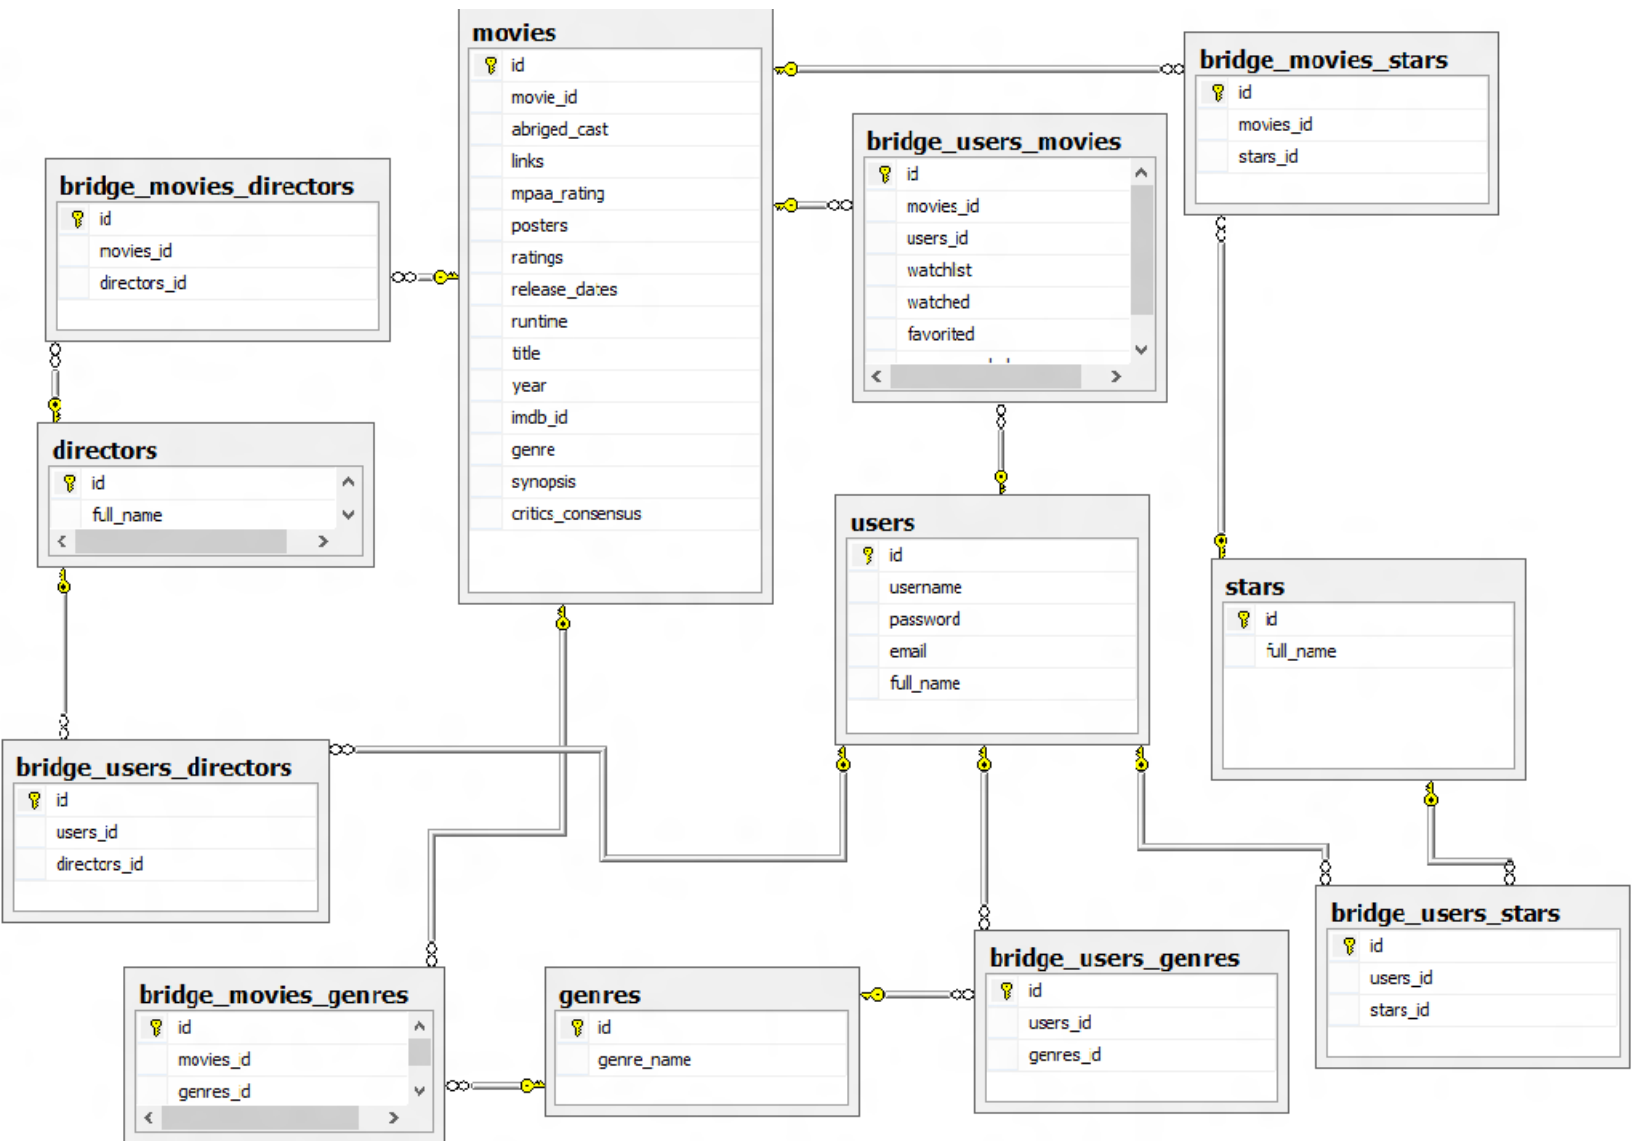 movies
id
movie_id
abriged_cast
links
mpaa_rating
posters
ratings
release_dates
runtime
title
year
imdb_id
genre
synopsis
critics_consensus
bridge_movies_stars
id
movies_id
stars_id
bridge_users_movies
id
movies_id
users_id
watchlist
watched
favorited
bridge_movies_directors
id
movies_id
directors_id
directors
id
full_name
users
id
username
password
email
full_name
stars
id
full_name
bridge_users_directors
id
users_id
directors_id
bridge_users_stars
id
users_id
stars_id
bridge_users_genres
id
users_id
genres_id
bridge_movies_genres
id
movies_id
genres_id
genres
id
genre_name